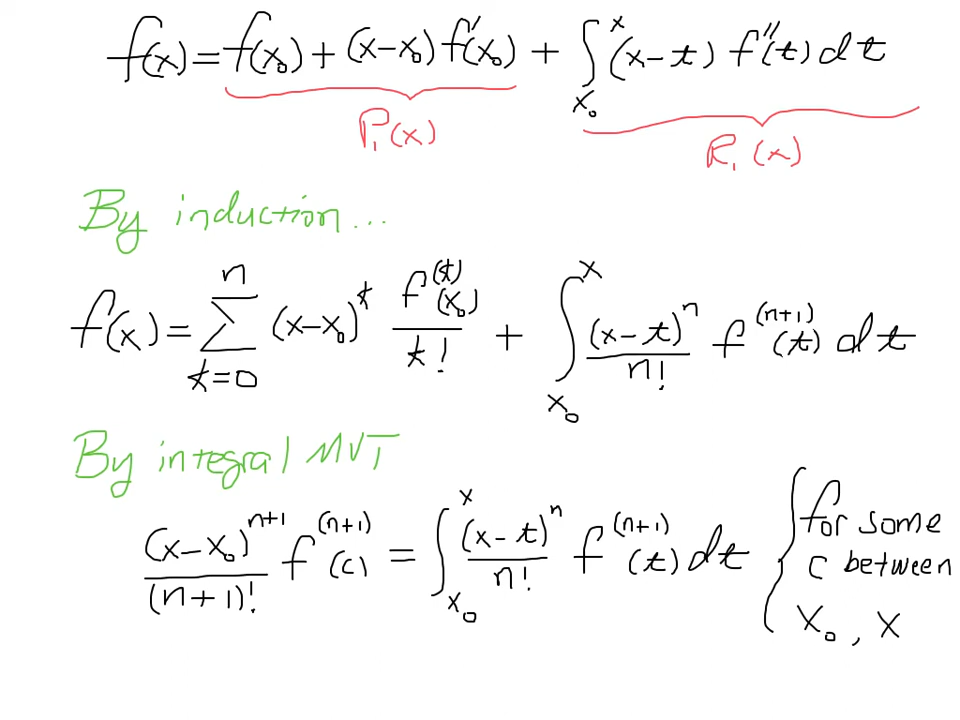 f(x) = f(x₀) + (x-x₀) f'(x₀) + ∫_{x₀}^{x} (x-t) f''(t) dt
P₁(x) R₁(x)
By induction...
f(x) = ∑_{k=0}^{n} (x-x₀)^k f^{(k)}(x₀)/k! + ∫_{x₀}^{x} (x-t)^n/n! f^{(n+1)}(t) dt
By integral MVT
(x-x₀)^{n+1}/(n+1)! f^{(n+1)}(c) = ∫_{x₀}^{x} (x-t)^n/n! f^{(n+1)}(t) dt
for some
c between
x₀, x